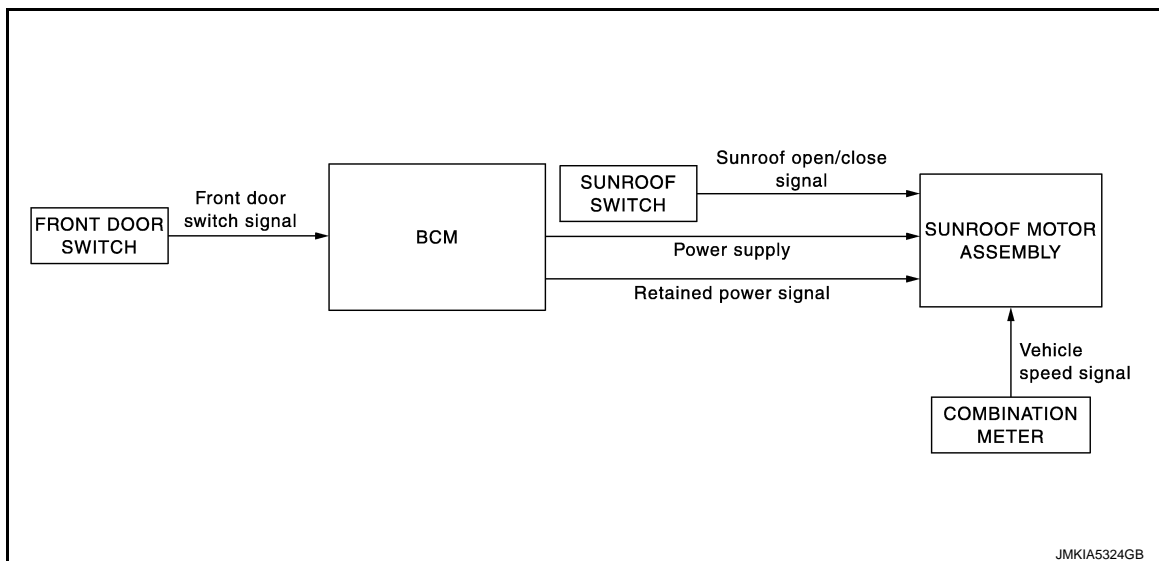 FRONT DOOR
SWITCH
Front door
switch signal
BCM
SUNROOF
SWITCH
Sunroof open/close
signal
Power supply
Retained power signal
SUNROOF MOTOR
ASSEMBLY
Vehicle
speed signal
COMBINATION
METER
JMKIA5324GB